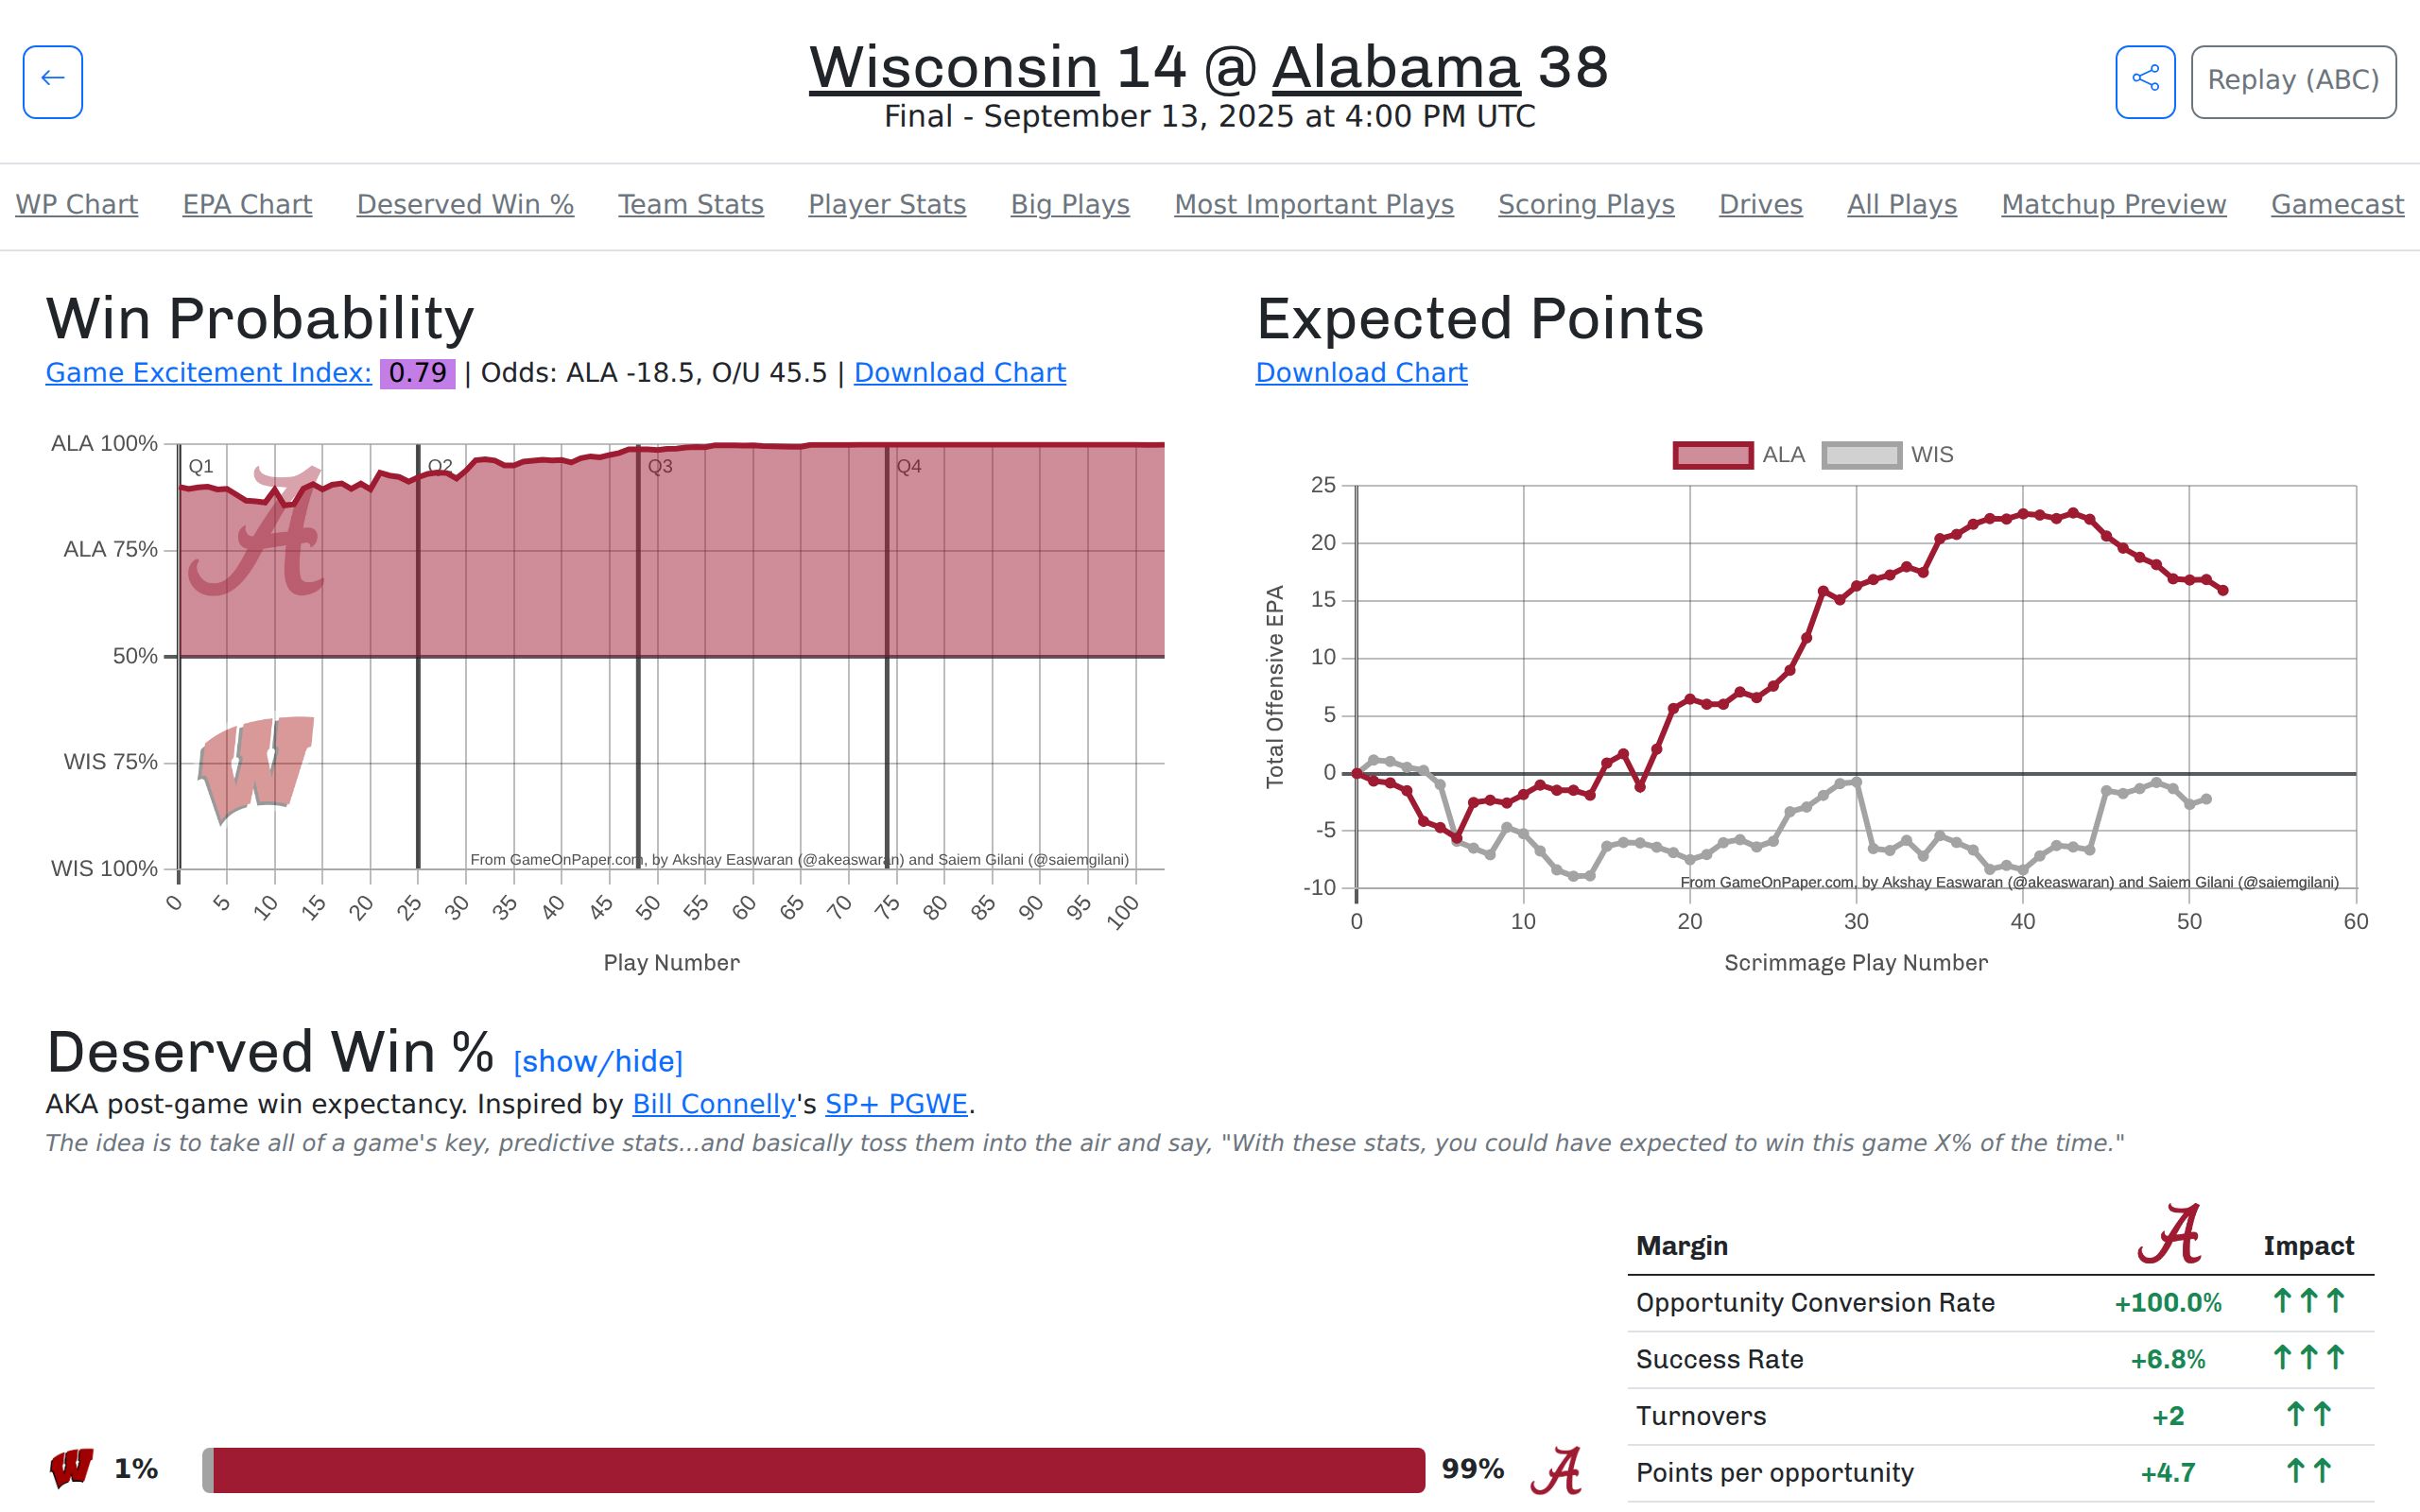 ←
Wisconsin 14 @ Alabama 38
Final - September 13, 2025 at 4:00 PM UTC
Replay (ABC)
WP Chart EPA Chart Deserved Win % Team Stats Player Stats Big Plays Most Important Plays Scoring Plays Drives All Plays Matchup Preview Gamecast
Win Probability
Game Excitement Index: 0.79 | Odds: ALA -18.5, O/U 45.5 | Download Chart
ALA 100%
ALA 75%
50%
WIS 75%
WIS 100%
Q1 Q2 Q3 Q4
From GameOnPaper.com, by Akshay Easwaran (@akeaswaran) and Saiem Gilani (@saiemgilani)
0 5 10 15 20 25 30 35 40 45 50 55 60 65 70 75 80 85 90 95 100
Play Number
Expected Points
Download Chart
ALA WIS
Total Offensive EPA
25
20
15
10
5
0
-5
-10
From GameOnPaper.com, by Akshay Easwaran (@akeaswaran) and Saiem Gilani (@saiemgilani)
0 10 20 30 40 50 60
Scrimmage Play Number
Deserved Win % [show/hide]
AKA post-game win expectancy. Inspired by Bill Connelly's SP+ PGWE.
The idea is to take all of a game's key, predictive stats...and basically toss them into the air and say, "With these stats, you could have expected to win this game X% of the time."
W 1% 99% A
Margin A Impact
Opportunity Conversion Rate +100.0% ↑↑↑
Success Rate +6.8% ↑↑↑
Turnovers +2 ↑↑
Points per opportunity +4.7 ↑↑